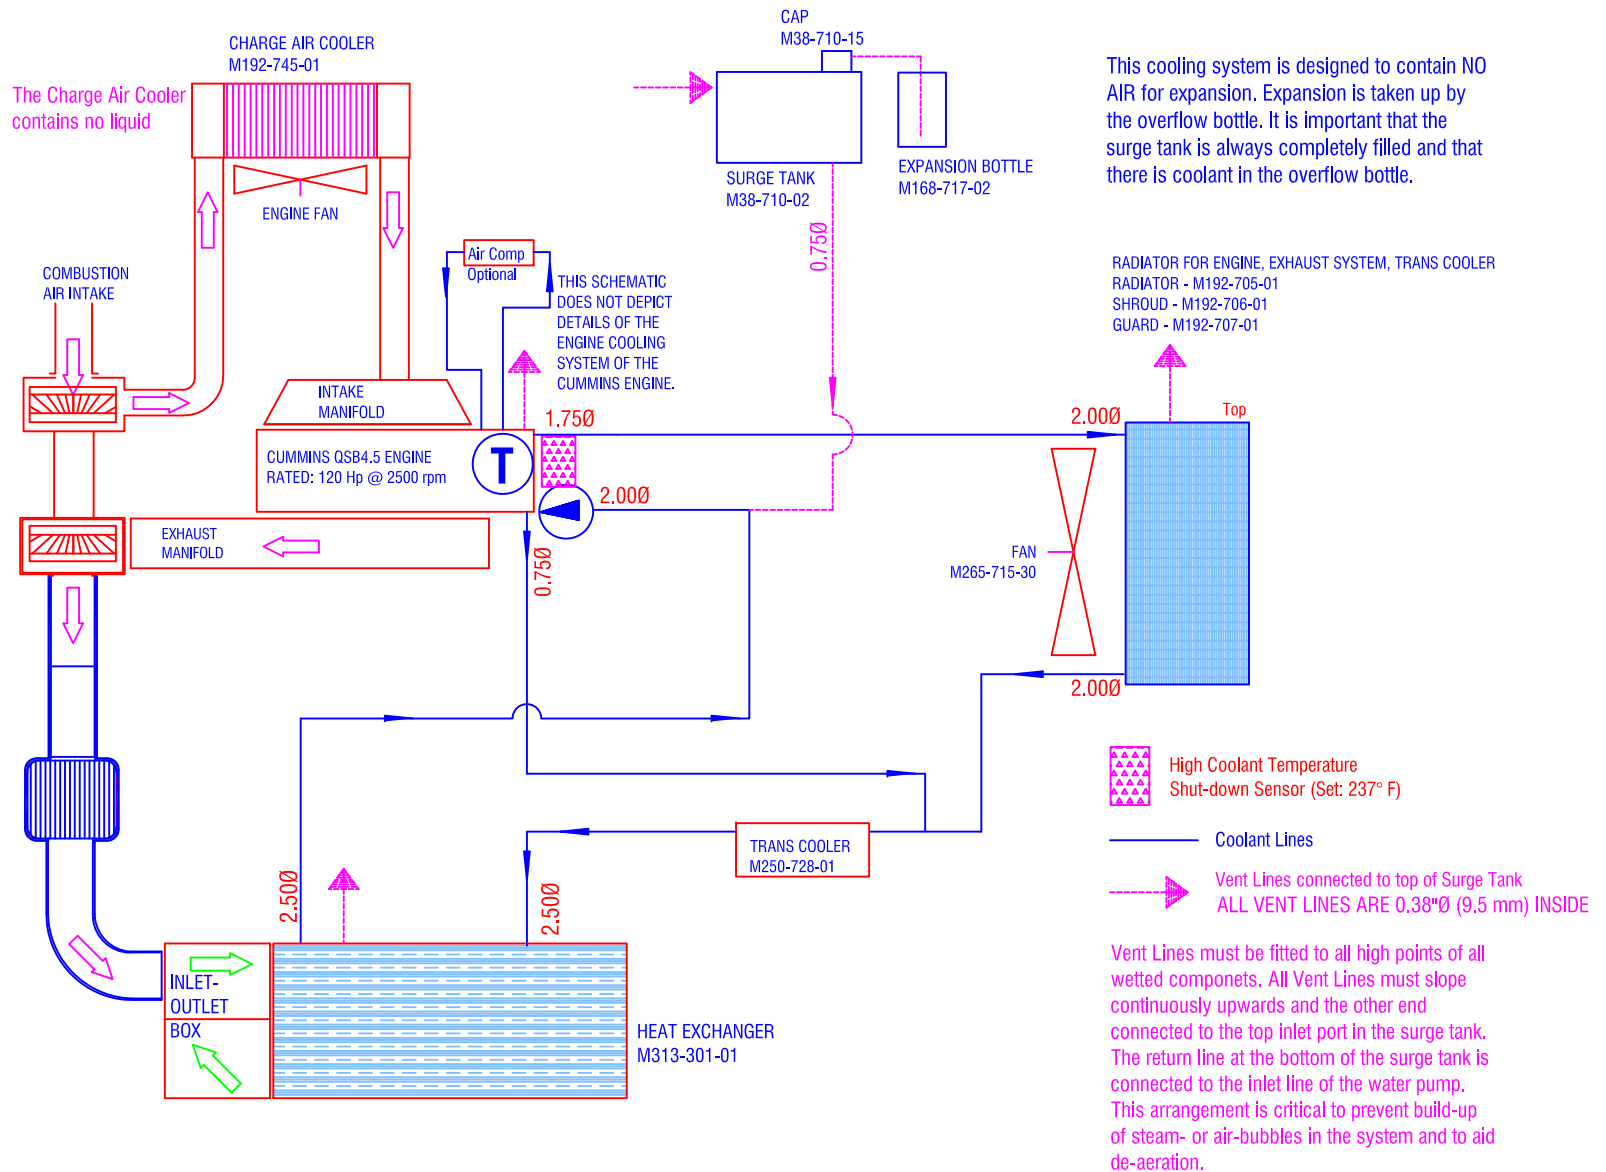 CAP
M38-710-15
CHARGE AIR COOLER
M192-745-01
The Charge Air Cooler
contains no liquid
This cooling system is designed to contain NO
AIR for expansion. Expansion is taken up by
the overflow bottle. It is important that the
surge tank is always completely filled and that
there is coolant in the overflow bottle.
SURGE TANK
M38-710-02
EXPANSION BOTTLE
M168-717-02
ENGINE FAN
0.75Ø
Air Comp
Optional
COMBUSTION
AIR INTAKE
THIS SCHEMATIC
DOES NOT DEPICT
DETAILS OF THE
ENGINE COOLING
SYSTEM OF THE
CUMMINS ENGINE.
RADIATOR FOR ENGINE, EXHAUST SYSTEM, TRANS COOLER
RADIATOR - M192-705-01
SHROUD - M192-706-01
GUARD - M192-707-01
INTAKE
MANIFOLD
1.75Ø
2.00Ø
Top
CUMMINS QSB4.5 ENGINE
RATED: 120 Hp @ 2500 rpm
T
2.00Ø
EXHAUST
MANIFOLD
0.75Ø
FAN
M265-715-30
2.00Ø
High Coolant Temperature
Shut-down Sensor (Set: 237° F)
TRANS COOLER
M250-728-01
Coolant Lines
2.50Ø
2.50Ø
Vent Lines connected to top of Surge Tank
ALL VENT LINES ARE 0.38"Ø (9.5 mm) INSIDE
INLET-
OUTLET
BOX
HEAT EXCHANGER
M313-301-01
Vent Lines must be fitted to all high points of all
wetted componets. All Vent Lines must slope
continuously upwards and the other end
connected to the top inlet port in the surge tank.
The return line at the bottom of the surge tank is
connected to the inlet line of the water pump.
This arrangement is critical to prevent build-up
of steam- or air-bubbles in the system and to aid
de-aeration.